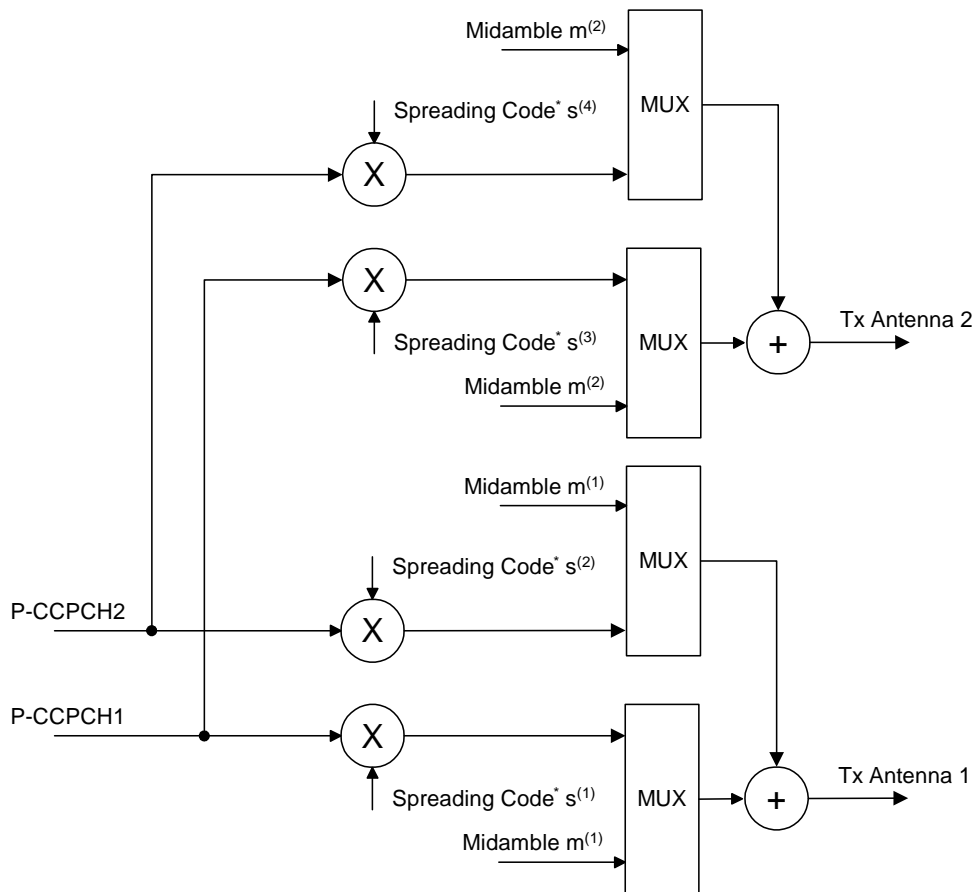 Midamble m(2)
MUX
Spreading Code* s(4)
X
X
Tx Antenna 2
Spreading Code* s(3)
MUX
+
Midamble m(2)
Midamble m(1)
MUX
Spreading Code* s(2)
P-CCPCH2
X
P-CCPCH1
X
Tx Antenna 1
Spreading Code* s(1)
MUX
+
Midamble m(1)